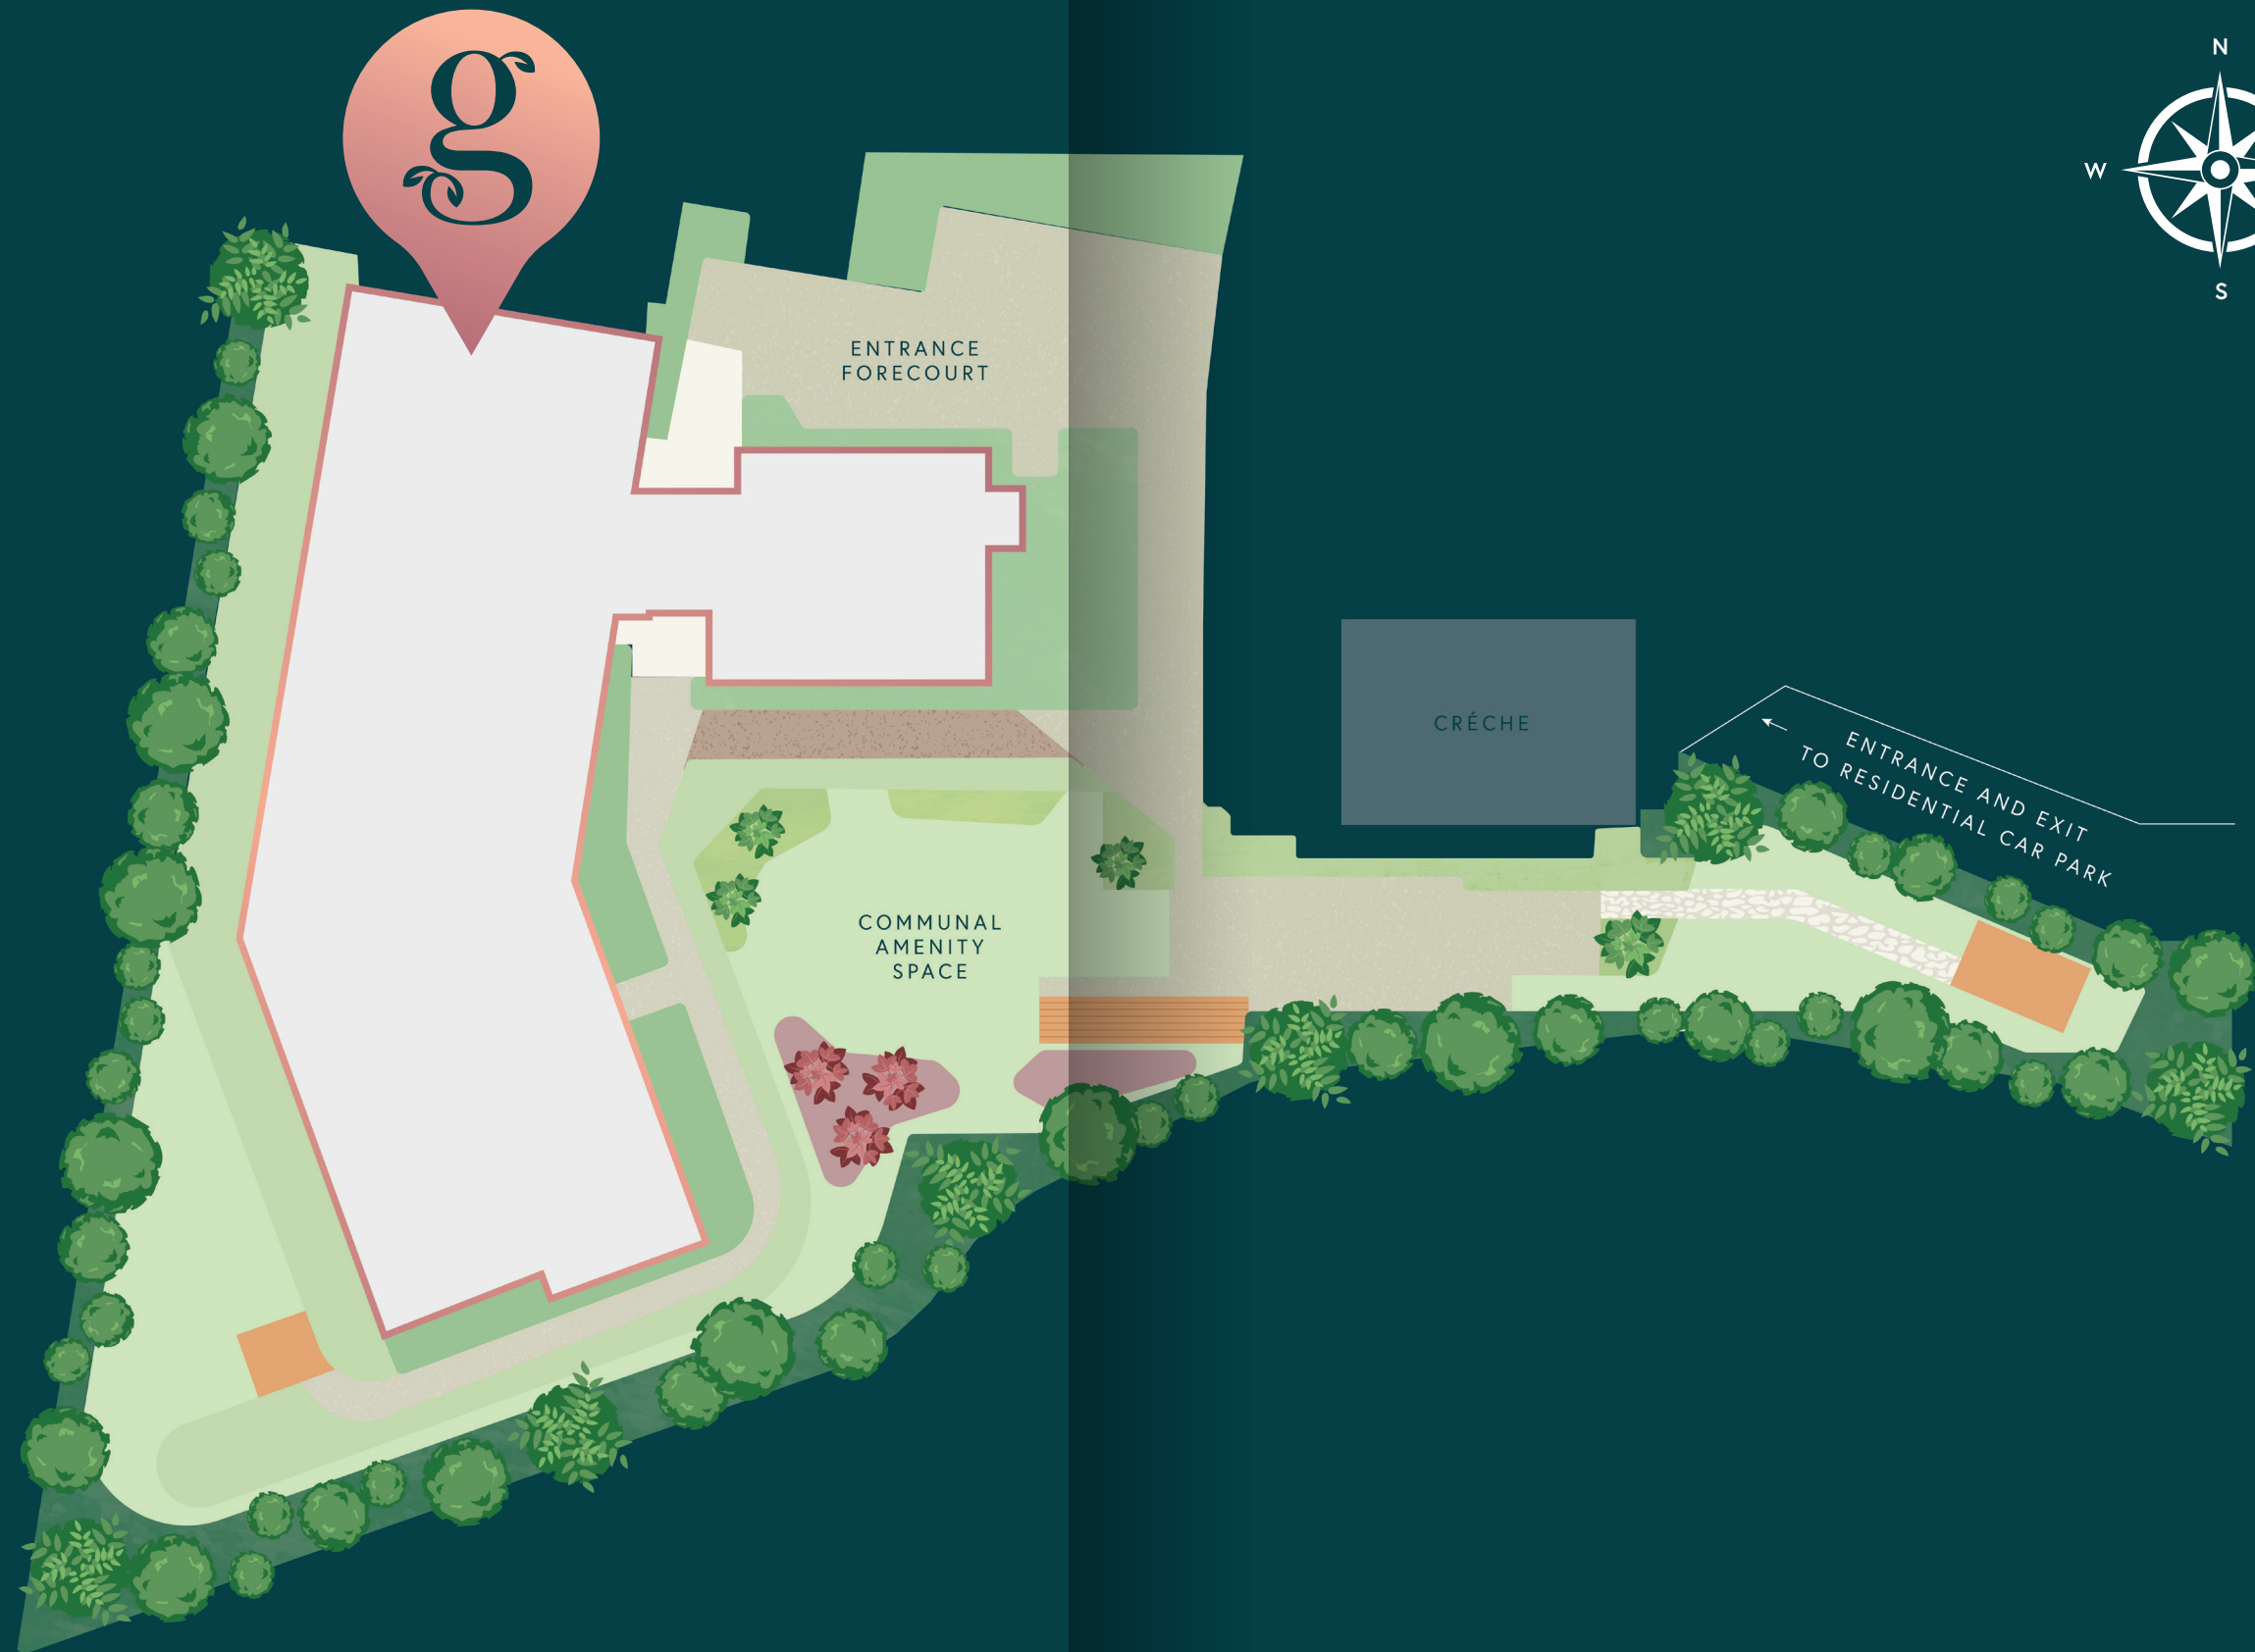 g
N
W
S
ENTRANCE
FORECOURT
CRÉCHE
ENTRANCE AND EXIT
TO RESIDENTIAL CAR PARK
COMMUNAL
AMENITY
SPACE